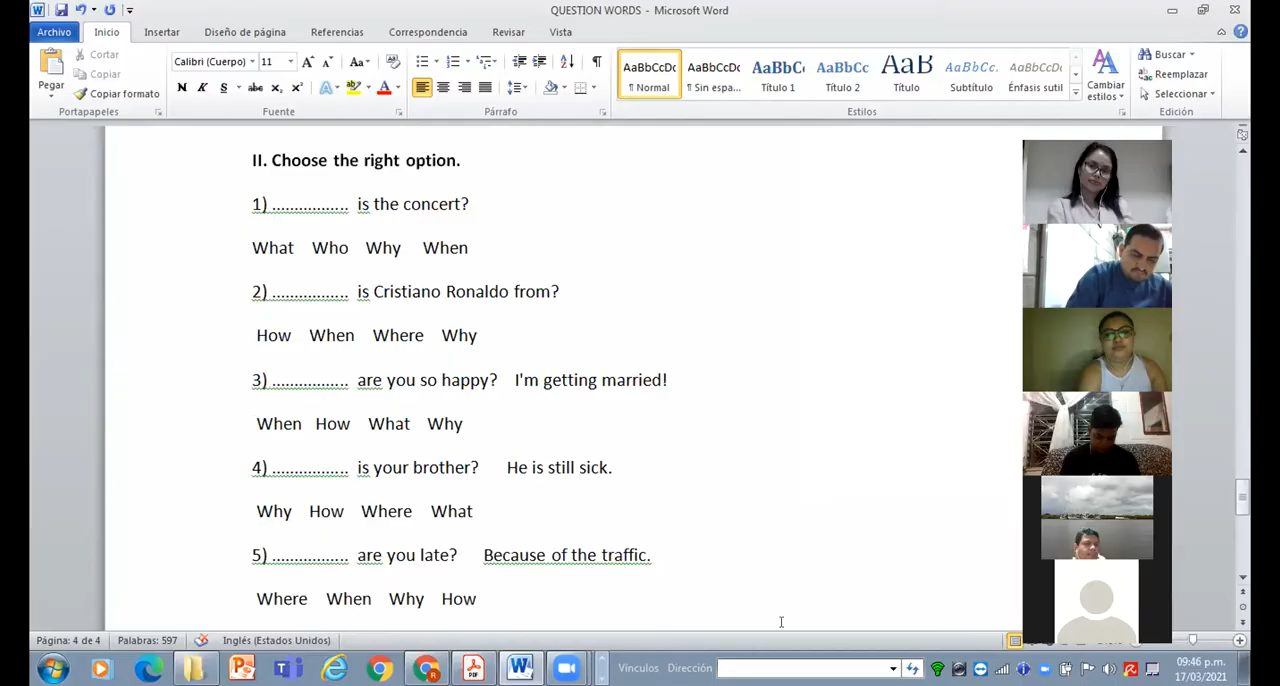 QUESTION WORDS - Microsoft Word
Archivo Inicio Insertar Diseño de página Referencias Correspondencia Revisar Vista
Pegar
Cortar
Copiar
Copiar formato
Portapapeles
Calibri (Cuerpo) 11
N K S abc x₂ x²
Fuente
Párrafo
AaBbCcDc AaBbCcDc AaBbC AaBbCc AaB AaBbCc. AaBbCcDc
¶ Normal ¶ Sin espa... Título 1 Título 2 Título Subtítulo Énfasis sutil
Estilos
Cambiar estilos
Buscar
Reemplazar
Seleccionar
Edición
II. Choose the right option.
1) ................ is the concert?
What Who Why When
2) ................ is Cristiano Ronaldo from?
How When Where Why
3) ................ are you so happy? I'm getting married!
When How What Why
4) ................ is your brother? He is still sick.
Why How Where What
5) ................ are you late? Because of the traffic.
Where When Why How
Página: 4 de 4 Palabras: 597 Inglés (Estados Unidos)
Vínculos Dirección
09:46 p.m.
17/03/2021